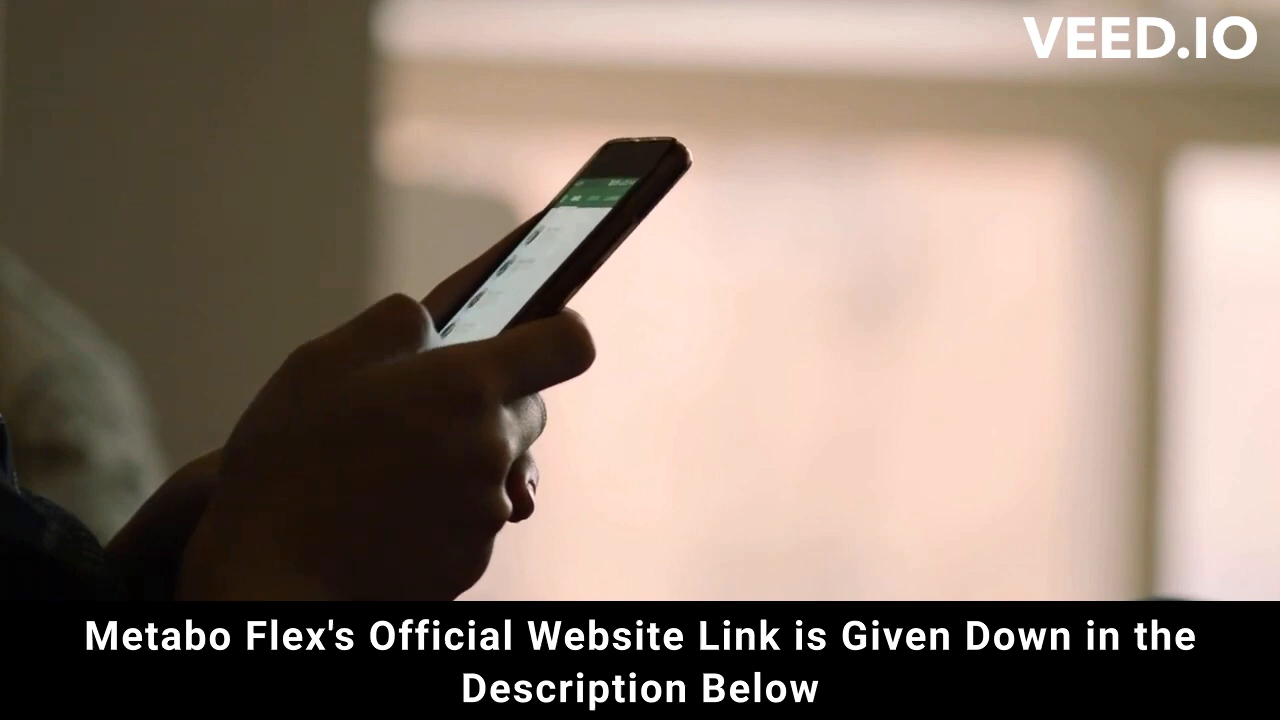 VEED.IO
Metabo Flex's Official Website Link is Given Down in the
Description Below